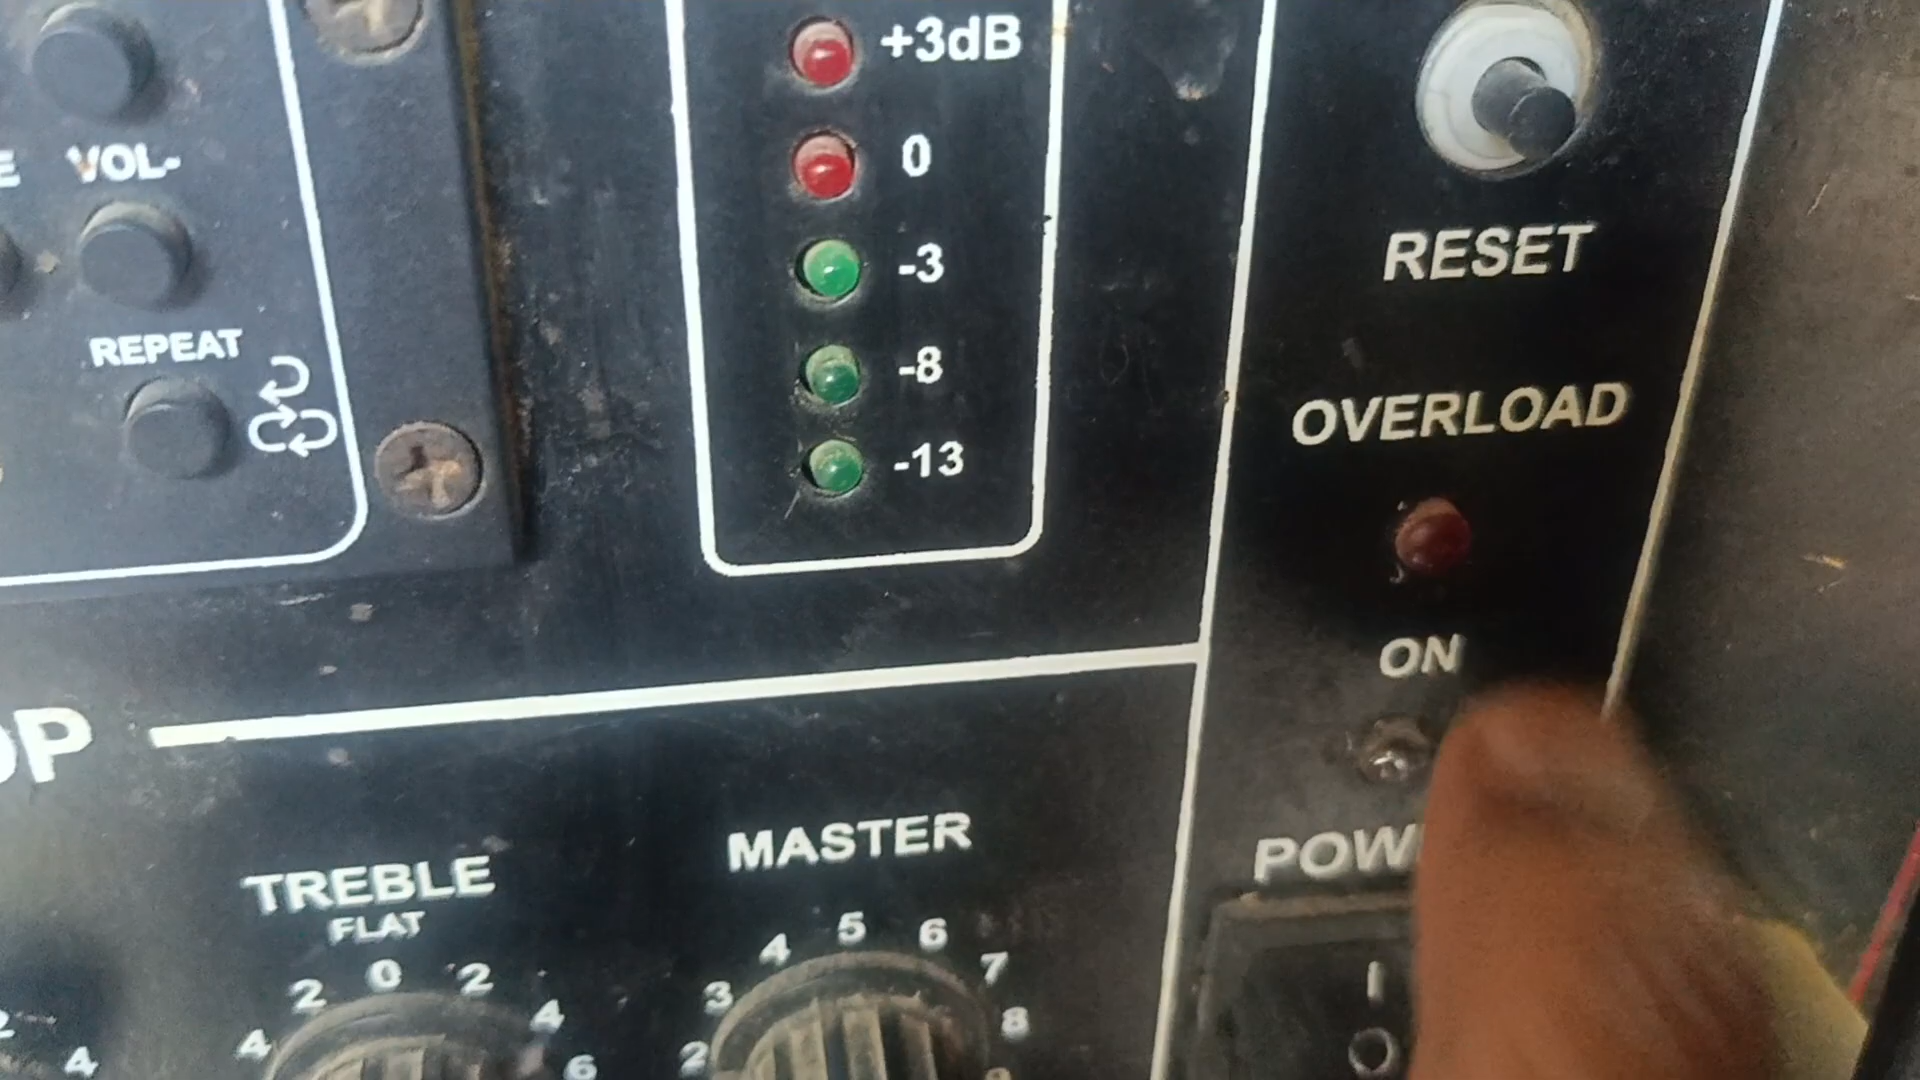 +3dB
0
-3
-8
-13
VOL-
REPEAT
RESET
OVERLOAD
ON
TREBLE
FLAT
4 2 0 2 4 6
MASTER
2 3 4 5 6 7 8
4
I
O